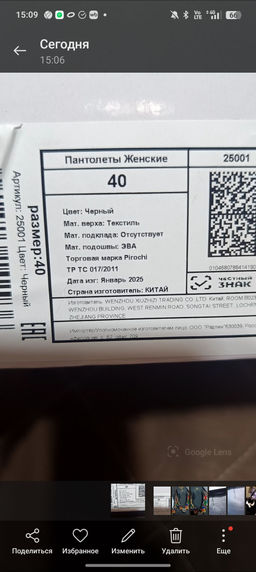 15:09
66
Сегодня
15:06
Пантолеты Женские
25001
40
Цвет: Черный
Мат. верха: Текстиль
Мат. подклада: Отсутствует
Мат. подошвы: ЭВА
Торговая марка Pirochi
ТР ТС 017/2011
Дата изг: Январь 2025
Страна изготовитель: КИТАЙ
ЧЕСТНЫЙ
ЗНАК
Изготовитель: WENZHOU XUZHIZI TRADING CO. LTD. Китай, ROOM
WENZHOU BUILDING, WEST RENMIN ROAD, SONGTAI STREET,
ZHEJIANG PROVINCE
размер:40
Артикул: 25001 Цвет: Черный
EAC
Google Lens
Поделиться
Избранное
Изменить
Удалить
Еще